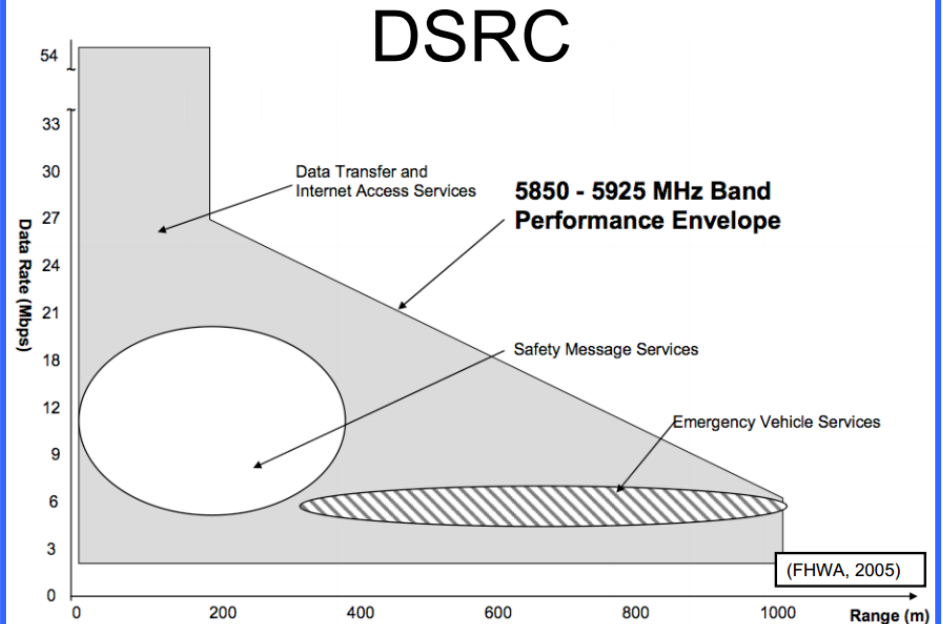 DSRC
54
33
30
27
24
21
18
12
9
6
3
0
Data Rate (Mbps)
Data Transfer and
Internet Access Services
5850 - 5925 MHz Band
Performance Envelope
Safety Message Services
Emergency Vehicle Services
(FHWA, 2005)
0
200
400
600
800
1000
Range (m)